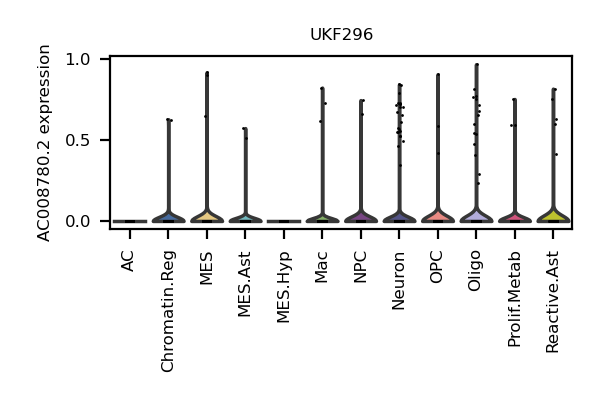 UKF296
AC008780.2 expression
1.0
0.5
0.0
AC
Chromatin.Reg
MES
MES.Ast
MES.Hyp
Mac
NPC
Neuron
OPC
Oligo
Prolif.Metab
Reactive.Ast